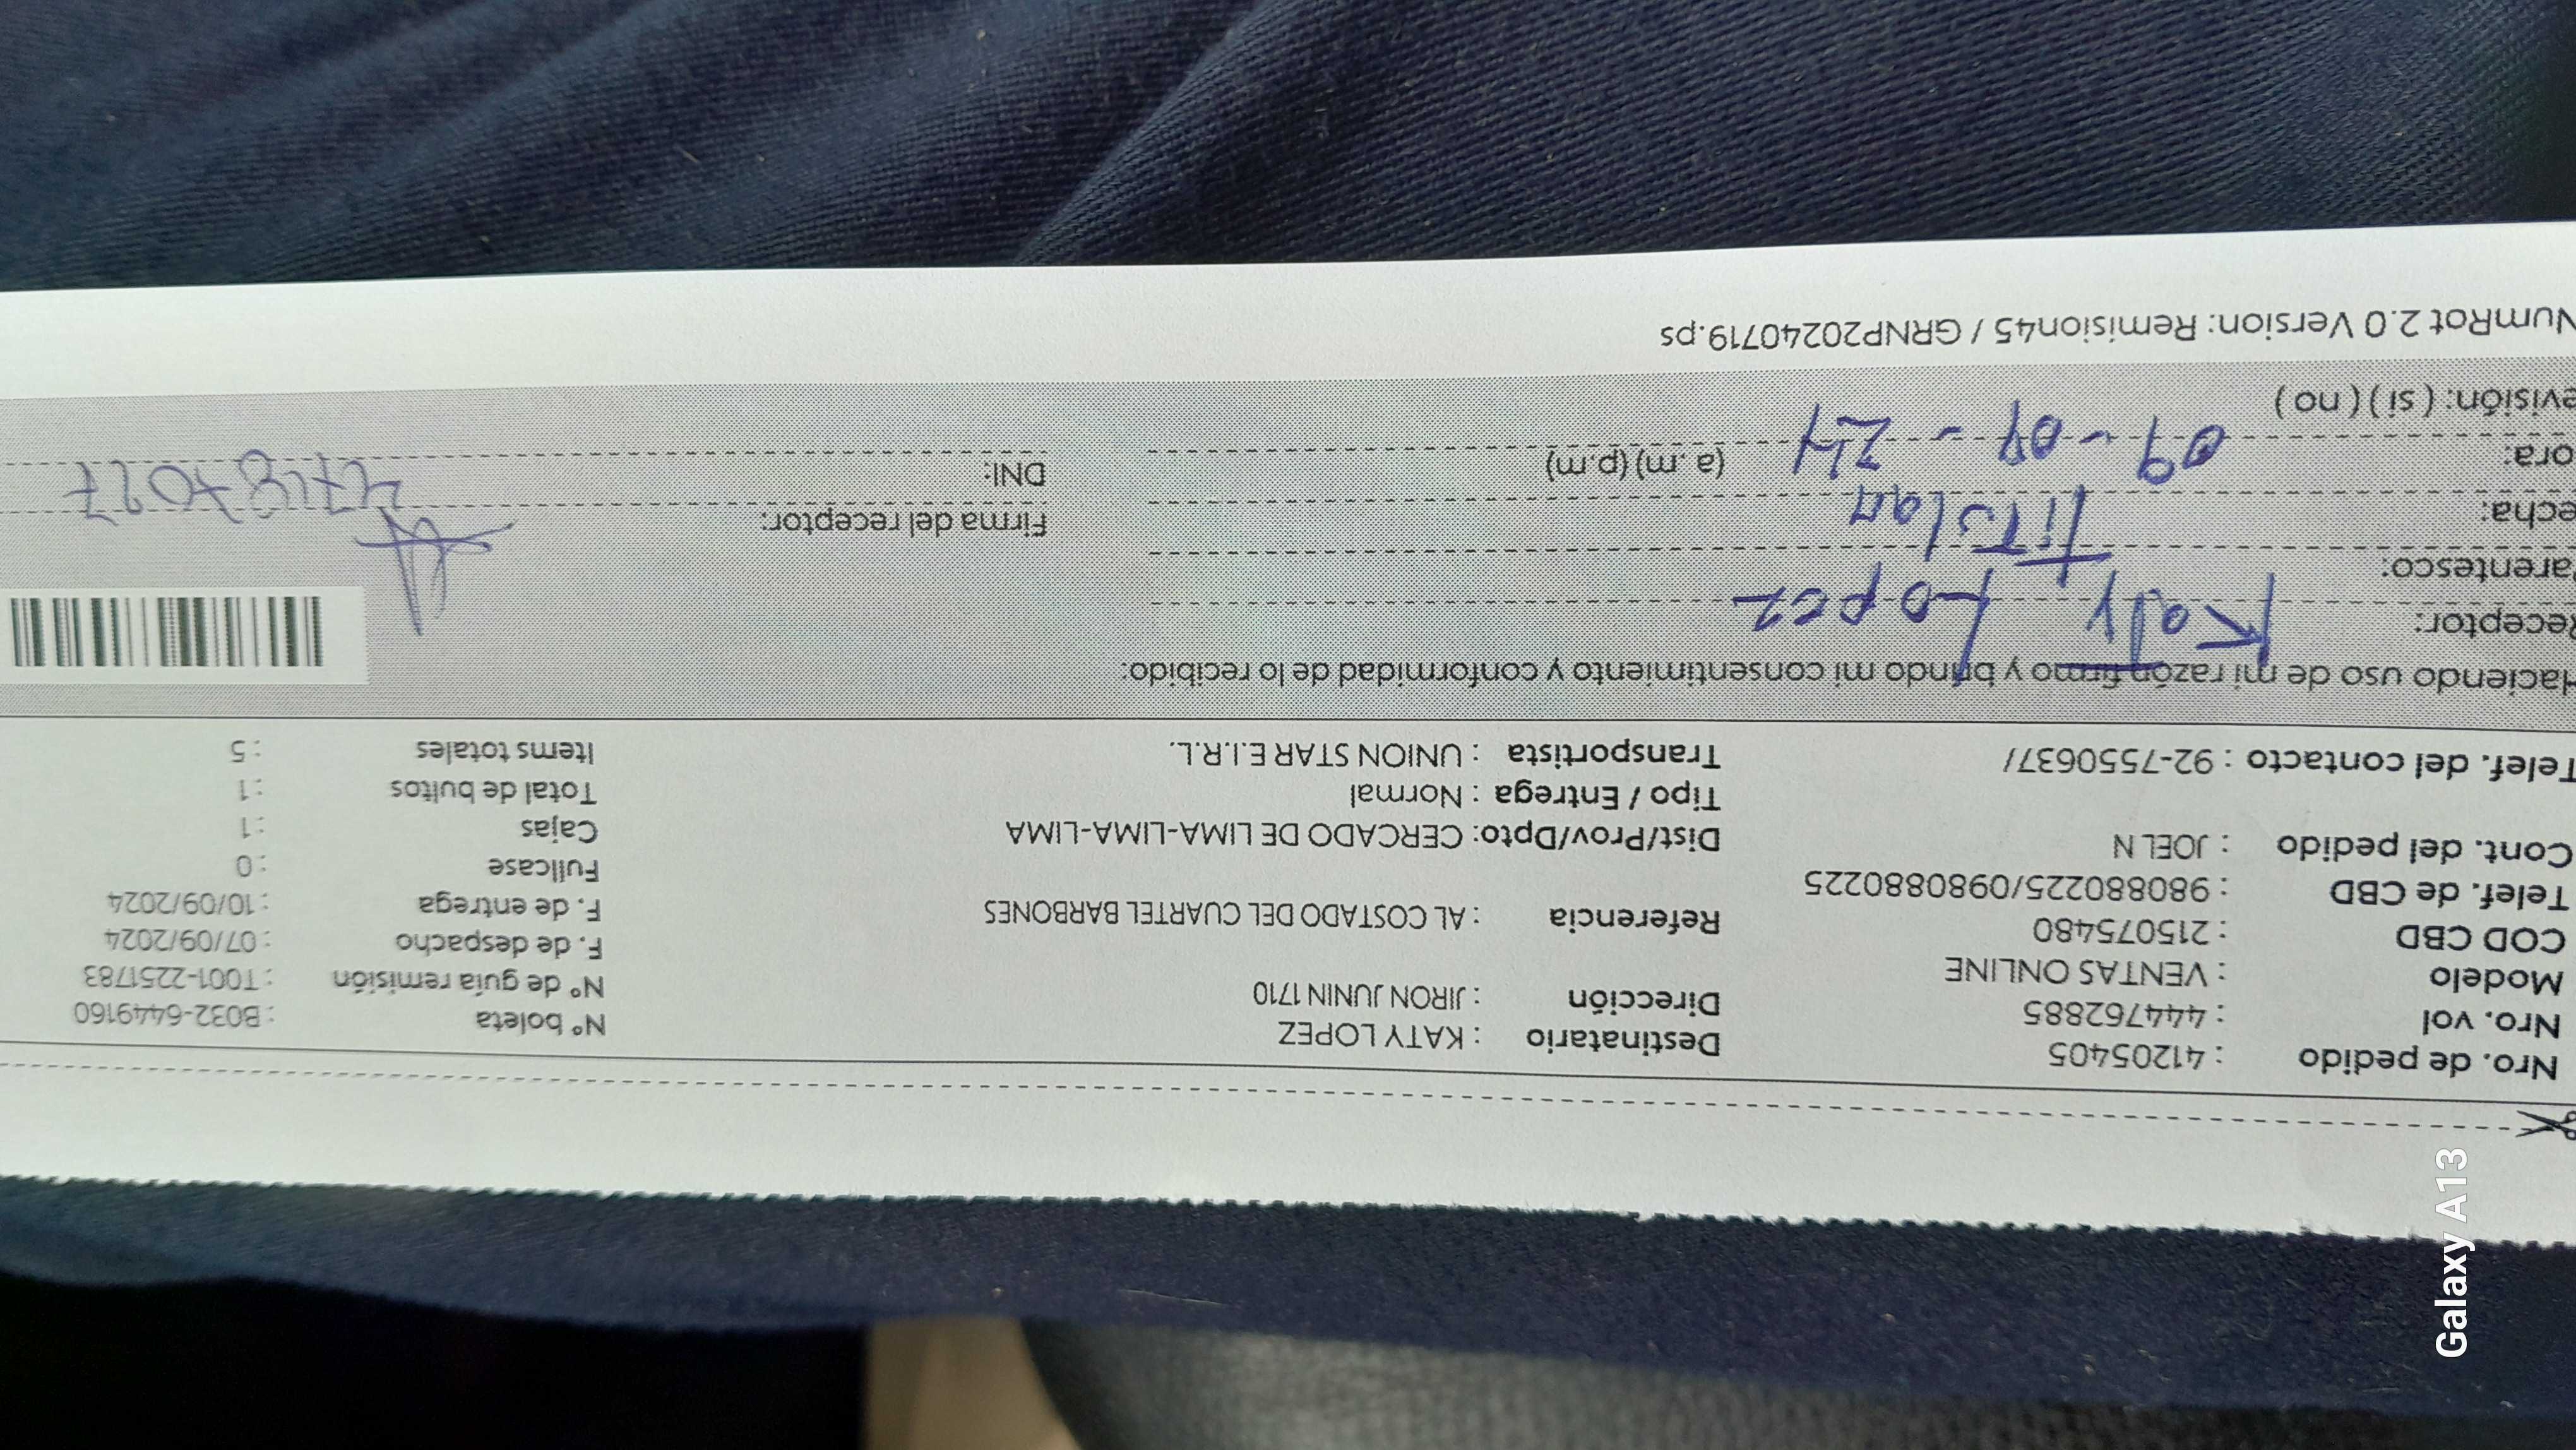 Nro. de pedido : 41205405
Nro. vol : 444762885
Modelo : VENTAS ONLINE
COD CBD : 215075480
Telef. de CBD : 980880225/0980880225
Cont. del pedido : JOEL N
Telef. del contacto : 92-7550637/
Destinatario : KATY LOPEZ
Dirección : JIRON JUNIN 1710
Referencia : AL COSTADO DEL CUARTEL BARBONES
Dist/Prov/Dpto: CERCADO DE LIMA-LIMA-LIMA
Tipo / Entrega : Normal
Transportista : UNION STAR E.I.R.L.
N° boleta : B032-6449160
N° de guía remisión : T001-2251783
F. de despacho : 07/09/2024
F. de entrega : 10/09/2024
Fullcase : 0
Cajas : 1
Total de bultos : 1
Items totales : 5
Haciendo uso de mi razón firmo y brindo mi consentimiento y conformidad de lo recibido:
Receptor: Katy Lopez
arentesco: Titular
echa:
Firma del receptor:
ora: (a .m) (p.m)
DNI:
evisión: ( si ) ( no )
NumRot 2.0 Version: Remision45 / GRNP20240719.ps
Galaxy A13